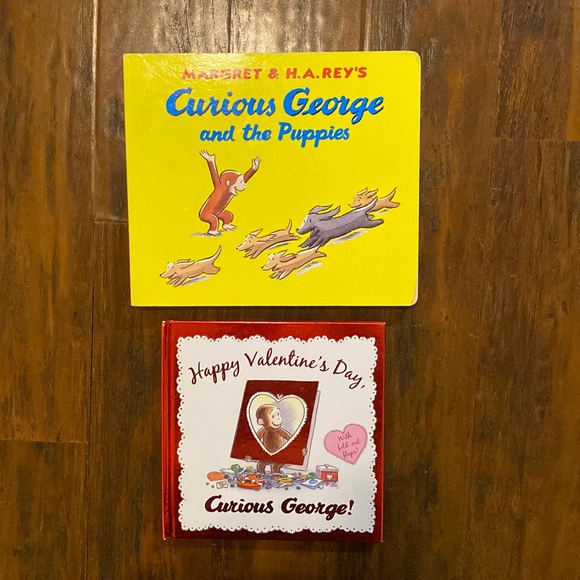 MARGRET & H.A.REY'S
Curious George
and the Puppies
Happy Valentine's Day,
With
fold-out
flaps!
Curious George!